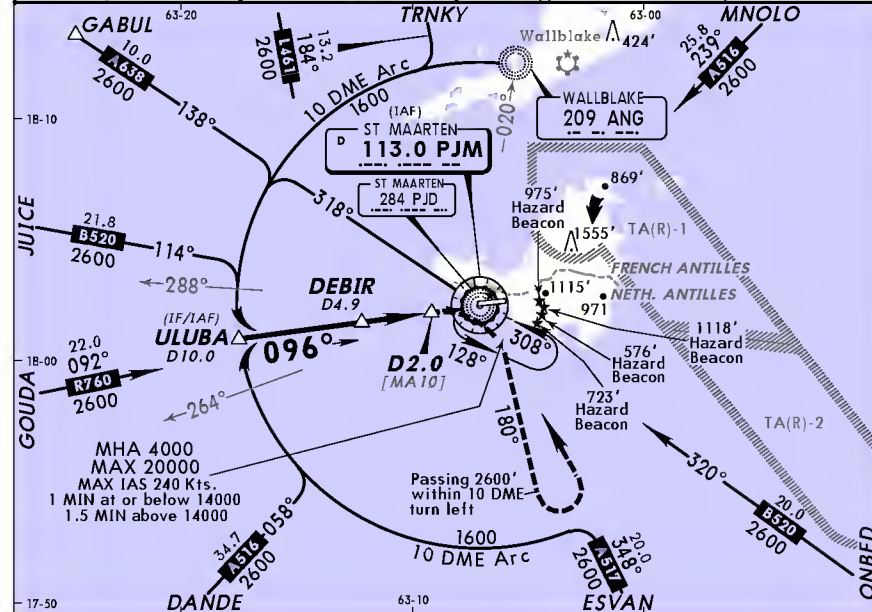 63-20
TRNKY
63-00
GABUL
MNOLO
10.0
A638
2600
L461
2600
13.2
184°
Wallblake
424'
25.8
239°
A516
2600
10 DME Arc
1600
138°
020°
WALLBLAKE
209 ANG
18-10
(IAF)
ST MAARTEN
D 113.0 PJM
ST MAARTEN
284 PJD
318°
975'
Hazard
Beacon
869'
1555'
TA(R)-1
JUICE
21.8
B520
2600
114°
288°
FRENCH ANTILLES
NETH. ANTILLES
1115'
971
DEBIR
D4.9
(IF/IAF)
ULUBA
D10.0
096°
D2.0
[MA10]
128°
308°
1118'
Hazard
Beacon
576'
Hazard
Beacon
723'
Hazard
Beacon
18-00
22.0
092°
R760
2600
GOUDA
264°
TA(R)-2
MHA 4000
MAX 20000
MAX IAS 240 Kts.
1 MIN at or below 14000
1.5 MIN above 14000
180°
Passing 2600'
within 10 DME
turn left
320°
20.0
B520
2600
ONBED
34.7
A516
2600
058°
1600
10 DME Arc
20.0
348°
A517
2600
17-50
DANDE
63-10
ESVAN